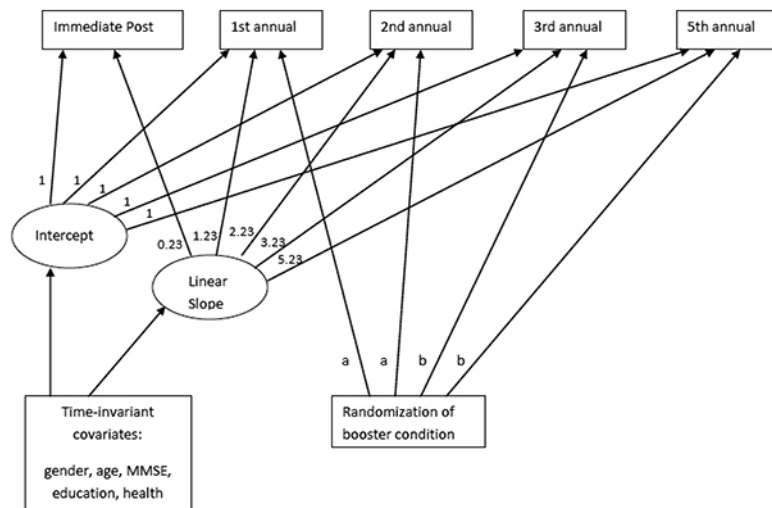 Immediate Post
1st annual
2nd annual
3rd annual
5th annual
1
1
1
1
1
Intercept
0.23
1.23
2.23
3.23
5.23
Linear
Slope
a
a
b
b
Time-invariant
covariates:
gender, age, MMSE,
education, health
Randomization of
booster condition